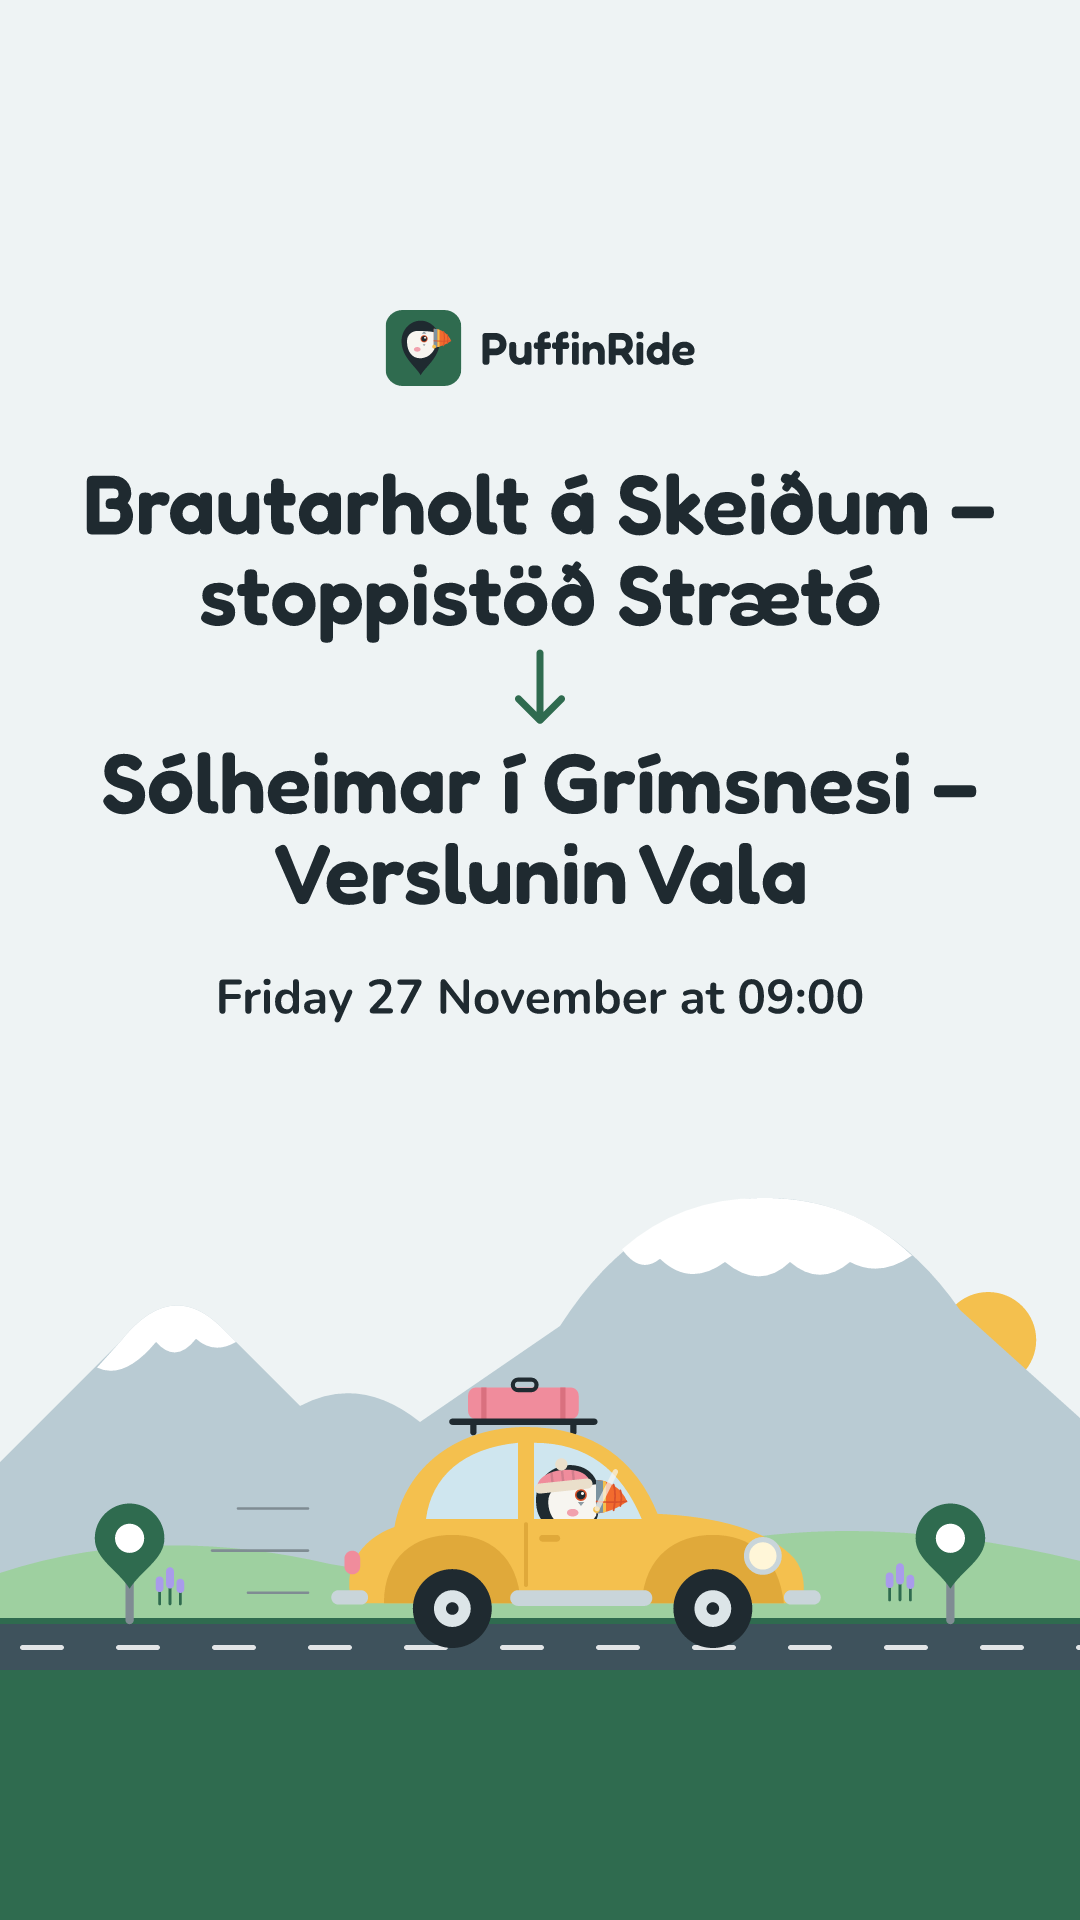 PuffinRide
Brautarholt á Skeiðum –
stoppistöð Strætó
Sólheimar í Grímsnesi –
Verslunin Vala
Friday 27 November at 09:00